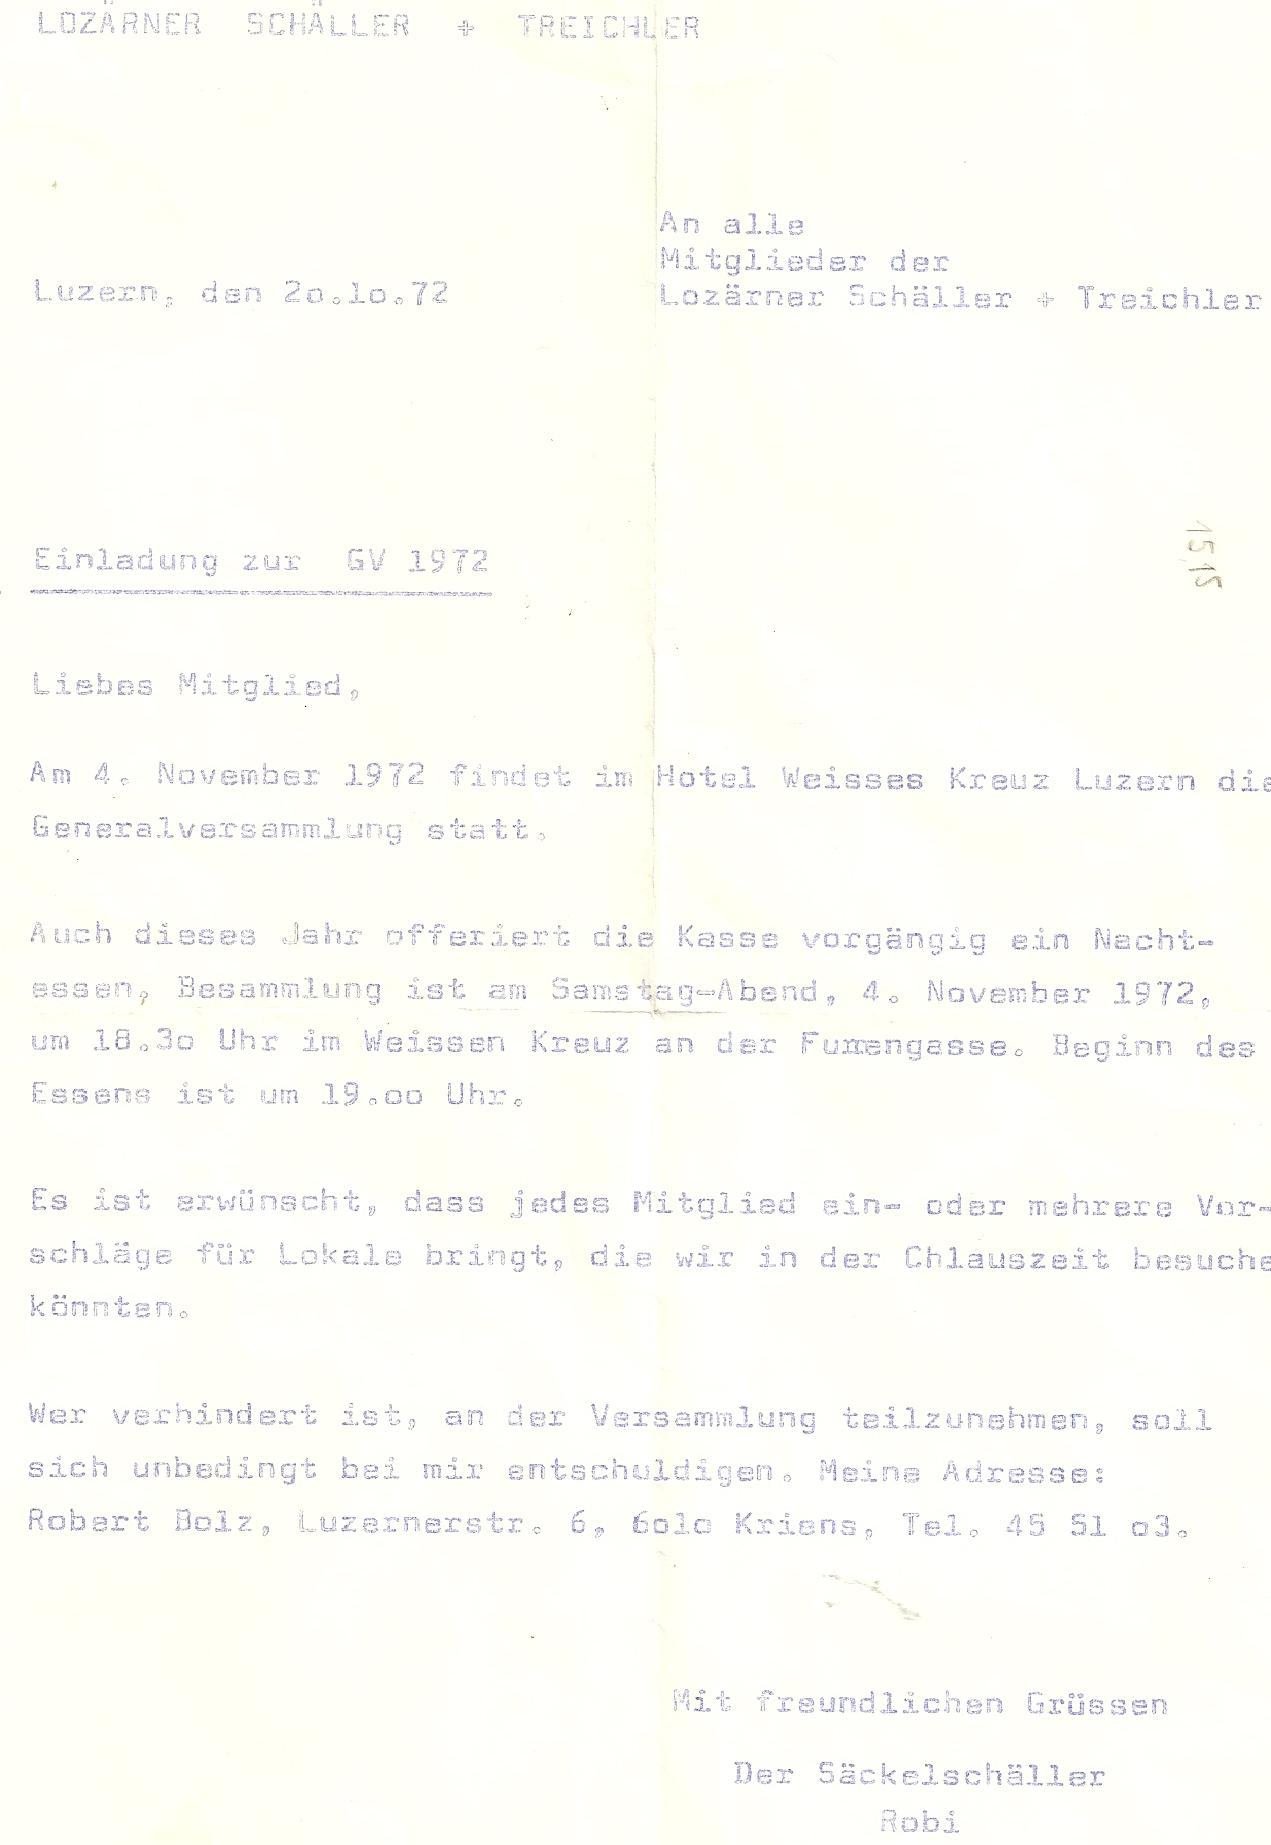 LOZÄRNER SCHÄLLER + TREICHLER
An alle
Mitglieder der
Luzern, den 2o.1o.72
Lozärner Schäller + Treichler
Einladung zur GV 1972
1515
Liebes Mitglied,
Am 4. November 1972 findet im Hotel Weisses Kreuz Luzern die
Generalversammlung statt.
Auch dieses Jahr offeriert die Kasse vorgängig ein Nacht-
essen, Besammlung ist am Samstag-Abend, 4. November 1972,
um 18.3o Uhr im Weissen Kreuz an der Furrengasse. Beginn des
Essens ist um 19.oo Uhr.
Es ist erwünscht, dass jedes Mitglied ein- oder mehrere Vor-
schläge für Lokale bringt, die wir in der Chlauszeit besuche
könnten.
Wer verhindert ist, an der Versammlung teilzunehmen, soll
sich unbedingt bei mir entschuldigen. Meine Adresse:
Robert Bolz, Luzernerstr. 6, 6o1o Kriens, Tel. 45 51 o3.
Mit freundlichen Grüssen
Der Säckelschäller
Robi